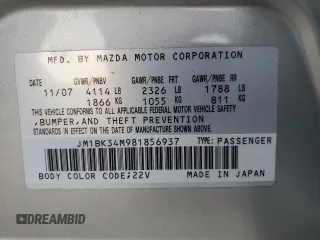 MFD. BY MAZDA MOTOR CORPORATION
GVWR/PNBV GAWR/PNBE FRT GAWR/PNBE RR
11/07 4114 LB 2326 LB 1788 LB
1866 KG 1055 KG 811 KG
THIS VEHICLE CONFORMS TO ALL APPLICABLE FEDERAL MOTOR VEHICLE SAFETY
, BUMPER, AND THEFT PREVENTION
STANDARDS IN EFFECT ON THE DATE OF MANUFACTURE SHOWN ABOVE.
JM1BK34M981856937 TYPE: PASSENGER
BODY COLOR CODE; 22V MADE IN JAPAN
DREAMBID